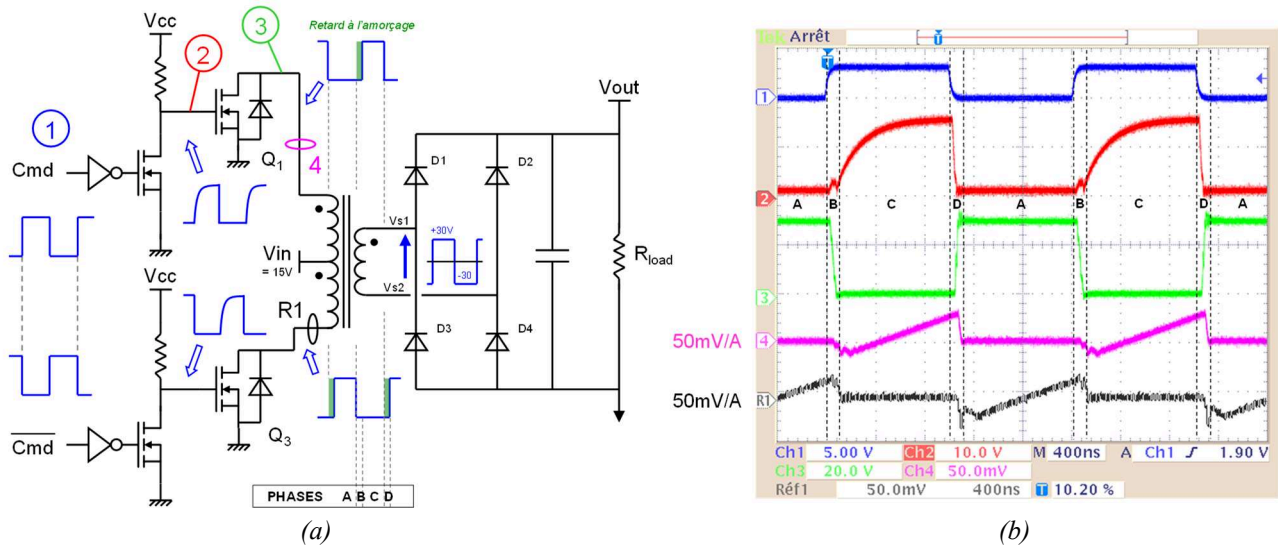 Vcc
1
2
3
Retard à l'amorçage
Cmd
Q1
4
Vcc
Vin
= 15V
R1
Vs1
Vs2
+30V
-30
D1
D2
D3
D4
Vout
Rload
Cmd
Q3
PHASES A B C D
(a)
Tek Arrêt
T
T
1
2
A B C D A B C D A
3
50mV/A 4
50mV/A R1
Ch1 5.00 V Ch2 10.0 V M 400ns A Ch1 1.90 V
Ch3 20.0 V Ch4 50.0mV
Réf1 50.0mV 400ns T 10.20 %
(b)